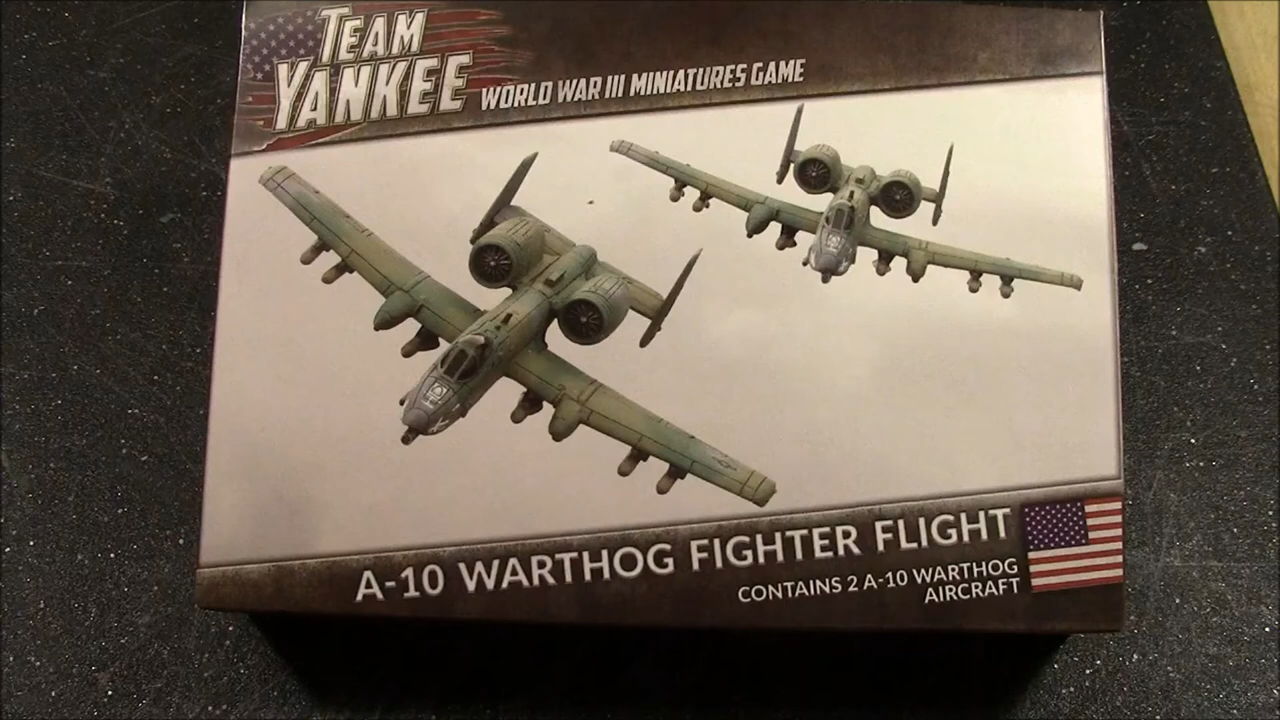 TEAM
YANKEE
WORLD WAR III MINIATURES GAME
A-10 WARTHOG FIGHTER FLIGHT
CONTAINS 2 A-10 WARTHOG
AIRCRAFT